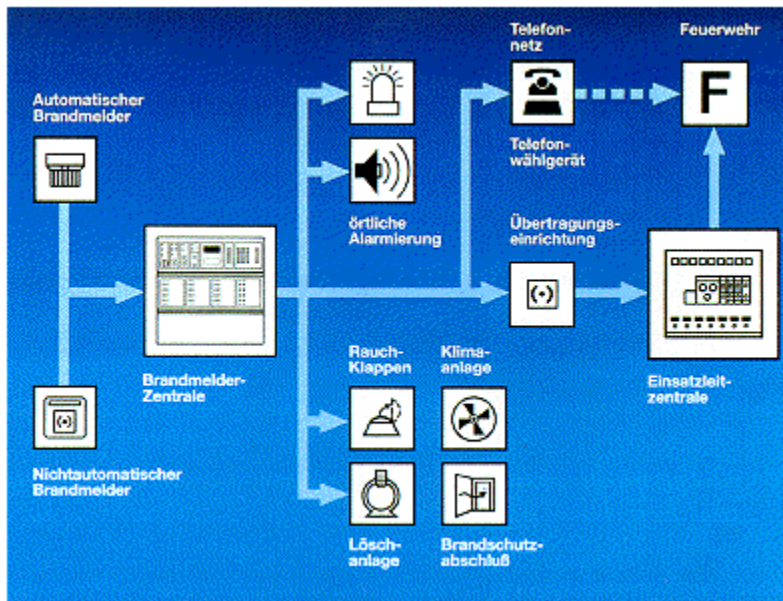 Automatischer
Brandmelder
Telefon-
netz
Feuerwehr
F
Telefon-
wählgerät
örtliche
Alarmierung
Übertragungs-
einrichtung
Brandmelder-
Zentrale
Rauch-
Klappen
Klima-
anlage
Einsatzleit-
zentrale
Nichtautomatischer
Brandmelder
Lösch-
anlage
Brandschutz-
abschluß